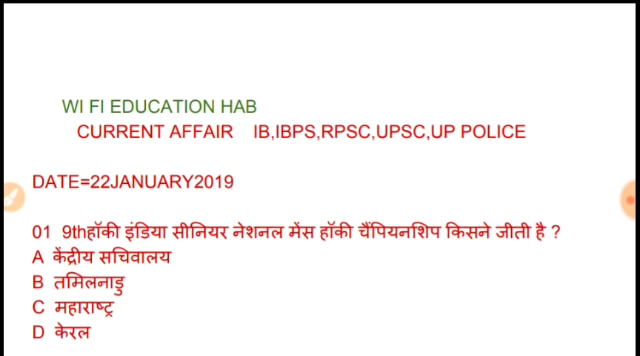 WI FI EDUCATION HAB
CURRENT AFFAIR IB,IBPS,RPSC,UPSC,UP POLICE
DATE=22JANUARY2019
01 9thहॉकी इंडिया सीनियर नेशनल मेंस हॉकी चैंपियनशिप किसने जीती है ?
A केंद्रीय सचिवालय
B तमिलनाडु
C महाराष्ट्र
D केरल